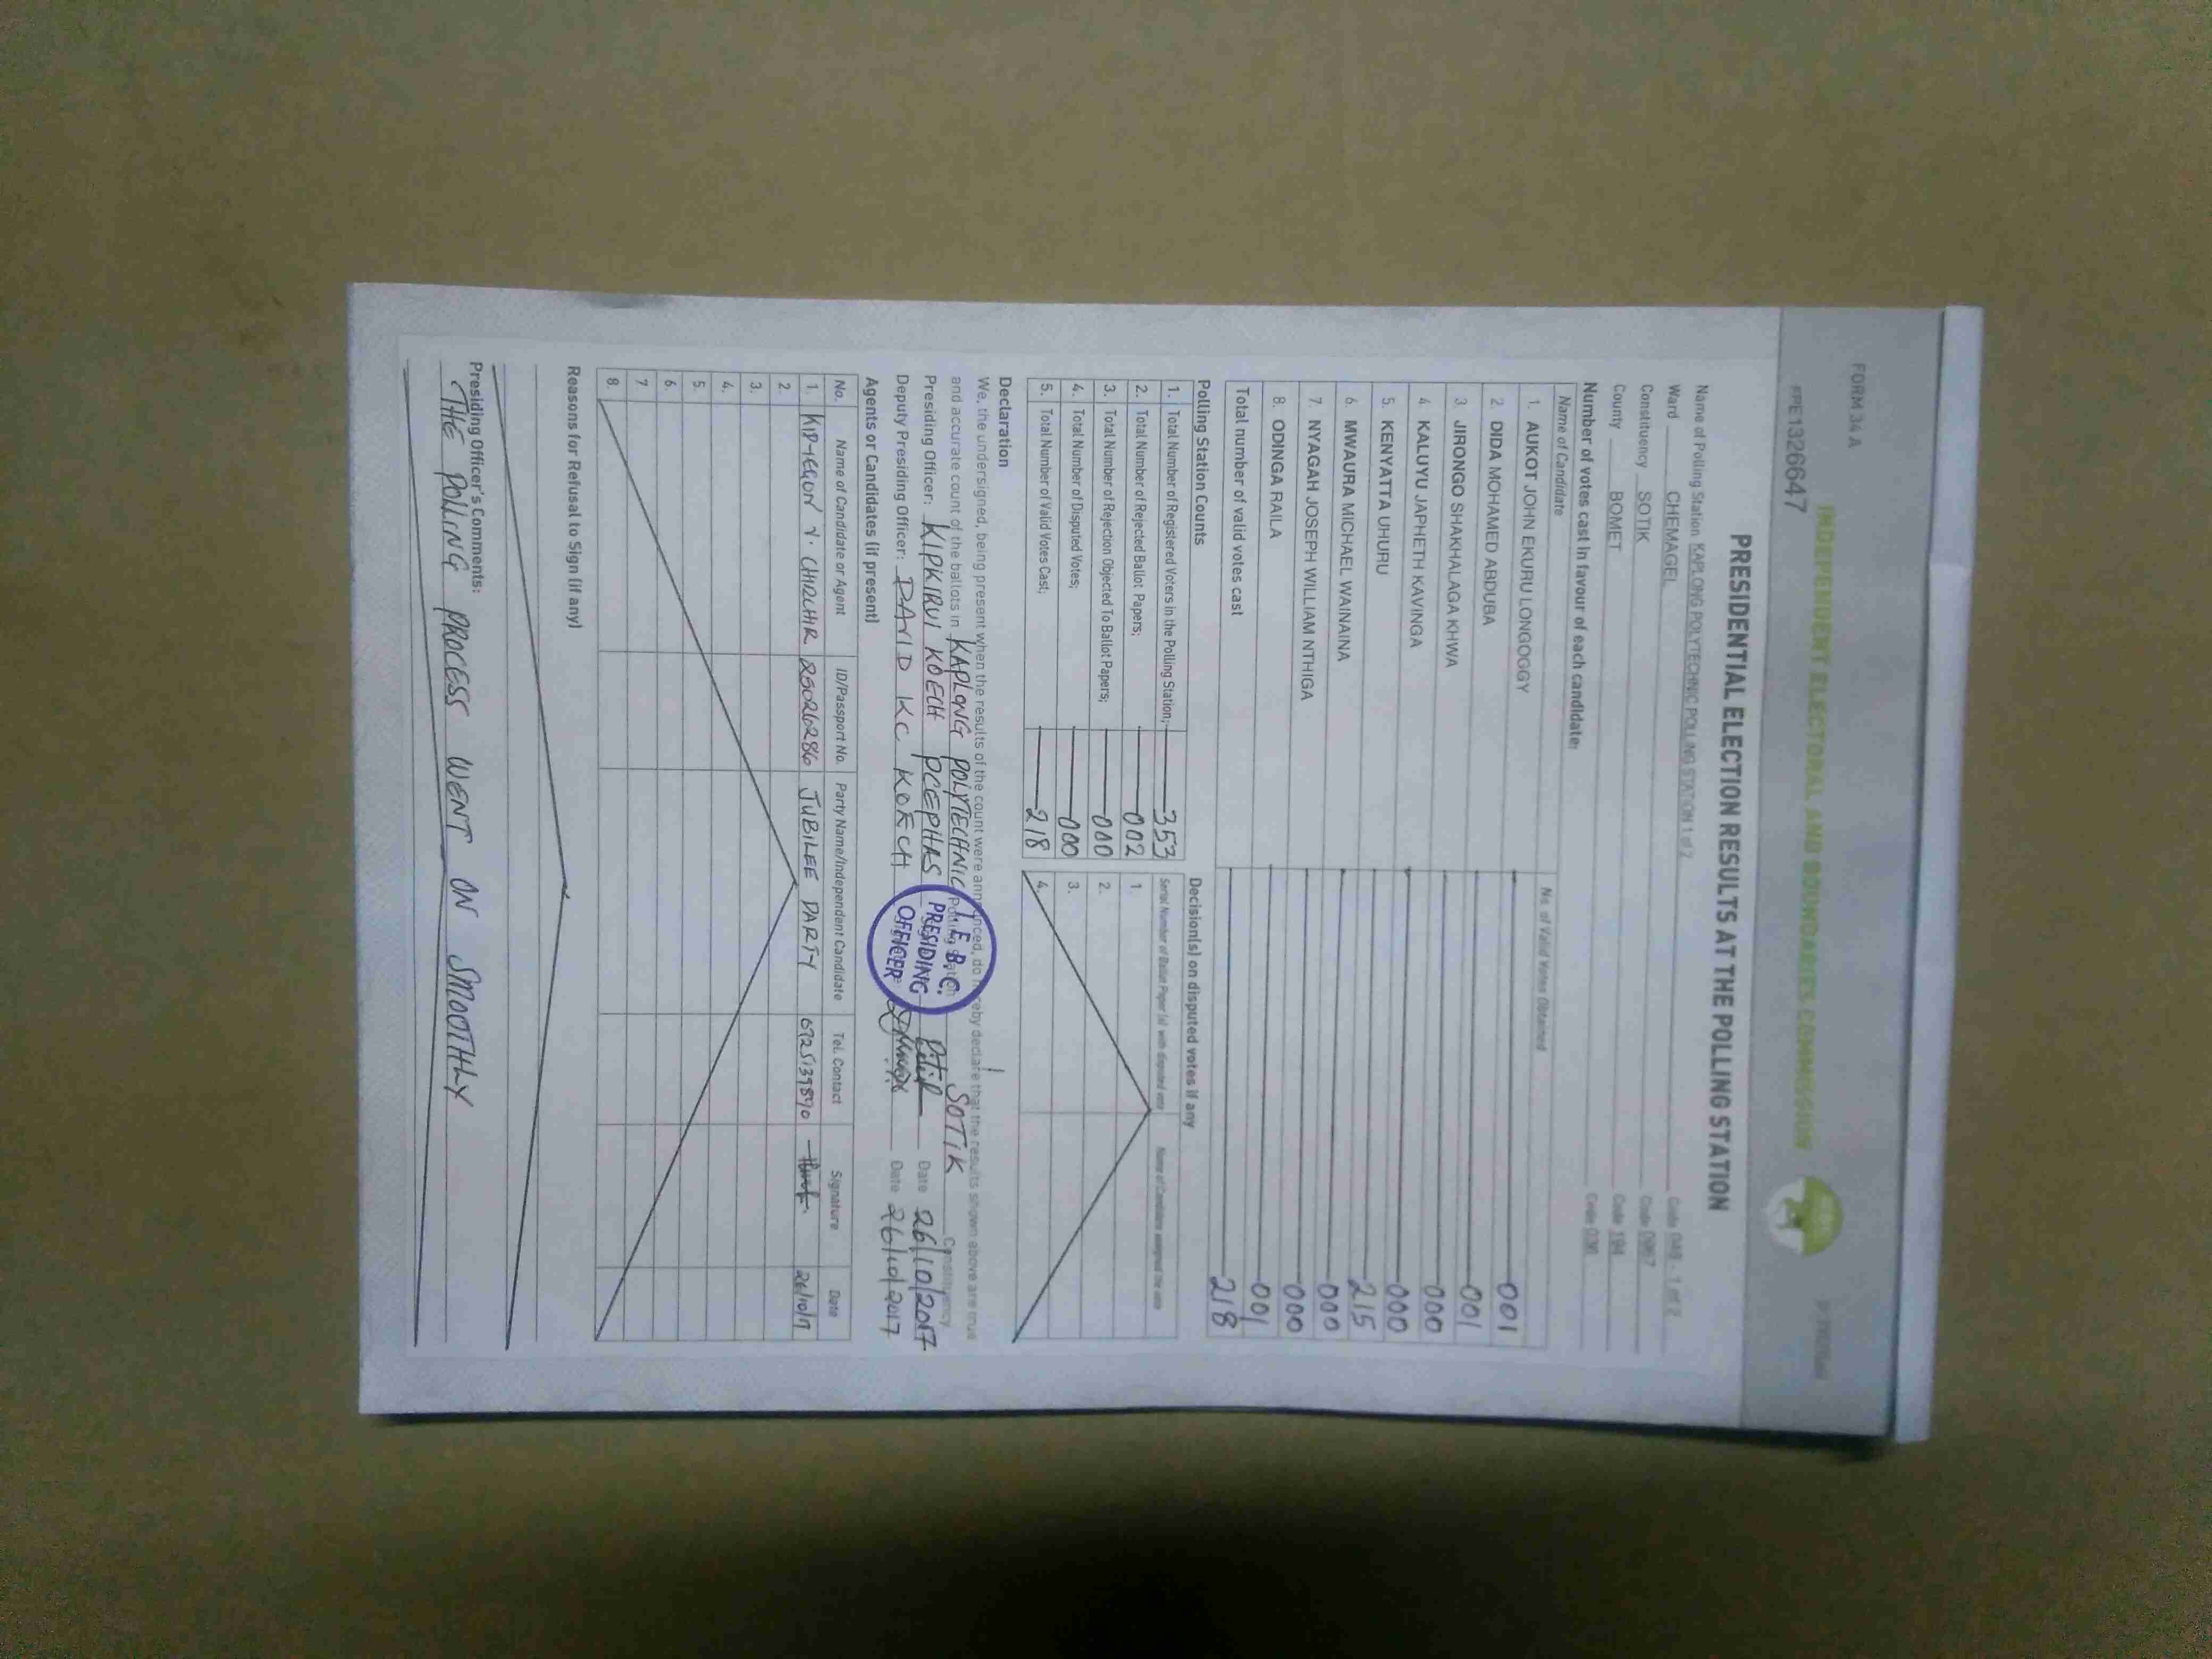 FORM 34 A
INDEPENDENT ELECTORAL AND BOUNDARIES COMMISSION
PPE1326647
PRESIDENTIAL ELECTION RESULTS AT THE POLLING STATION
Name of Polling Station KAPLONG POLYTECHNIC POLLING STATION 1 of 2 Code 049 - 1 of 2
Ward CHEMAGEL Code 0967
Constituency SOTIK Code 194
County BOMET Code 036
Number of votes cast in favour of each candidate:
Name of Candidate No. of Valid Votes Obtained
1. AUKOT JOHN EKURU LONGOGGY 001
2. DIDA MOHAMED ABDUBA 001
3. JIRONGO SHAKHALAGA KHWA 000
4. KALUYU JAPHETH KAVINGA 000
5. KENYATTA UHURU 215
6. MWAURA MICHAEL WAINAINA 000
7. NYAGAH JOSEPH WILLIAM NTHIGA 000
8. ODINGA RAILA 001
Total number of valid votes cast 218
Polling Station Counts
1. Total Number of Registered Voters in the Polling Station; 353
2. Total Number of Rejected Ballot Papers; 002
3. Total Number of Rejection Objected To Ballot Papers; 000
4. Total Number of Disputed Votes; 000
5. Total Number of Valid Votes Cast; 218
Decision(s) on disputed votes if any
Serial Number of Ballot Paper (s) with disputed vote Name of Candidate assigned the vote
1
2.
3.
4.
Declaration
We, the undersigned, being present when the results of the count were announced, do hereby declare that the results shown above are true
and accurate count of the ballots in KAPLONG POLYTECHNIC Polling Station SOTIK Constituency
Presiding Officer: KIPKIRUI KOECH DCEPHAS Date 26/10/2017
Deputy Presiding Officer: DAVID KC KOECH Date 26/10/2017
I.E.B.C.
PRESIDING
OFFICER
Agents or Candidates (if present)
No. Name of Candidate or Agent ID/Passport No. Party Name/Independent Candidate Tel. Contact Signature Date
1. KIPTEGON N. CHIRCHIR 25026286 JUBILEE PARTY 0725139890 26/10/17
2.
3.
4.
5.
6.
7
8.
Reasons for Refusal to Sign (if any)
Presiding Officer's Comments:
THE POLLING PROCESS WENT ON SMOOTHLY